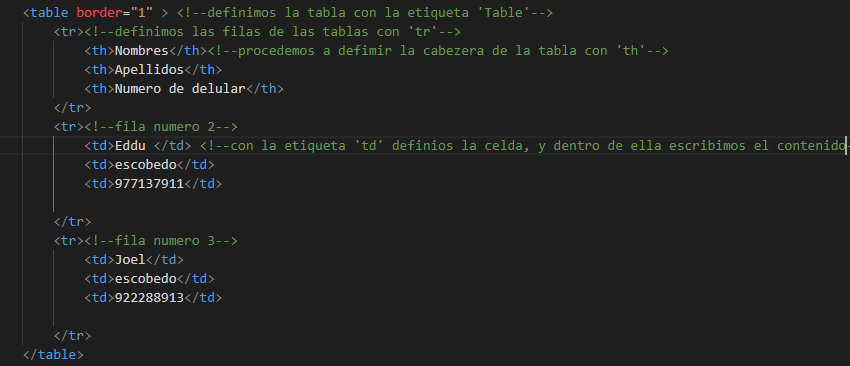 <table border="1" > <!--definimos la tabla con la etiqueta 'Table'-->
<tr><!--definimos las filas de las tablas con 'tr'-->
<th>Nombres</th><!--procedemos a defimir la cabezera de la tabla con 'th'-->
<th>Apellidos</th>
<th>Numero de delular</th>
</tr>
<tr><!--fila numero 2-->
<td>Eddu </td> <!--con la etiqueta 'td' definios la celda, y dentro de ella escribimos el contenido-
<td>escobedo</td>
<td>977137911</td>
</tr>
<tr><!--fila numero 3-->
<td>Joel</td>
<td>escobedo</td>
<td>922288913</td>
</tr>
</table>